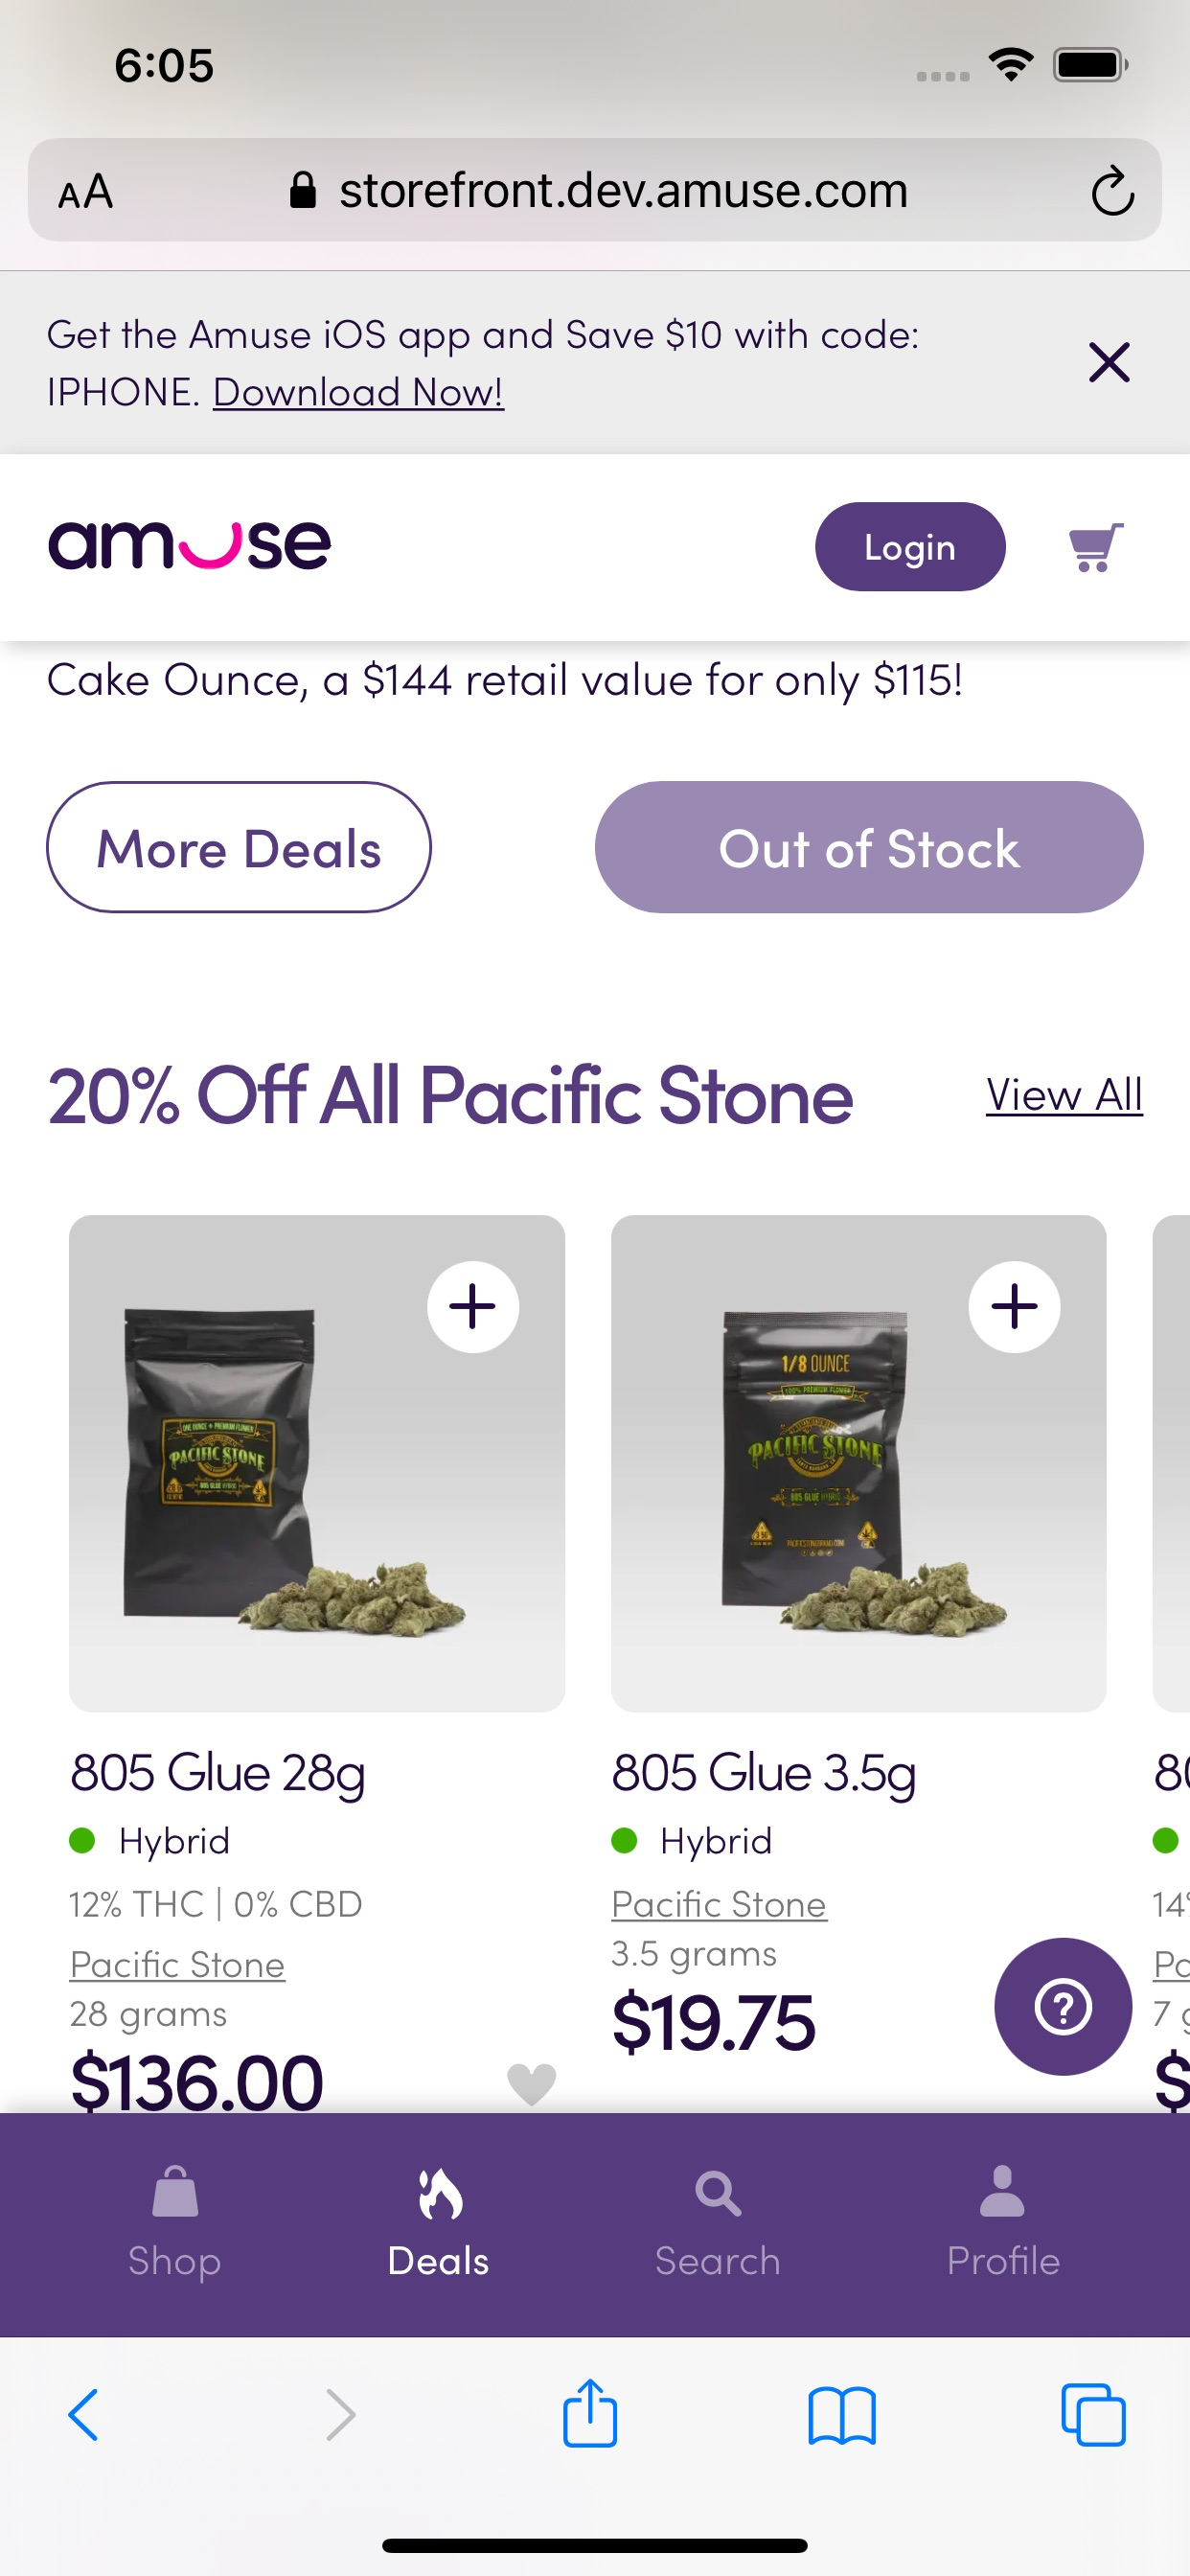 6:05
AA storefront.dev.amuse.com
Get the Amuse iOS app and Save $10 with code:
IPHONE. Download Now!
amuse
Login
Cake Ounce, a $144 retail value for only $115!
More Deals
Out of Stock
20% Off All Pacific Stone
View All
ONE OUNCE PREMIUM FLOWER
PACIFIC STONE
805 GLUE HYBRID
1/8 OUNCE
100% PREMIUM FLOWER
PACIFIC STONE
805 GLUE HYBRID
805 Glue 28g
Hybrid
12% THC | 0% CBD
Pacific Stone
28 grams
$136.00
805 Glue 3.5g
Hybrid
Pacific Stone
3.5 grams
$19.75
80
14%
Pa
7 g
$
Shop
Deals
Search
Profile